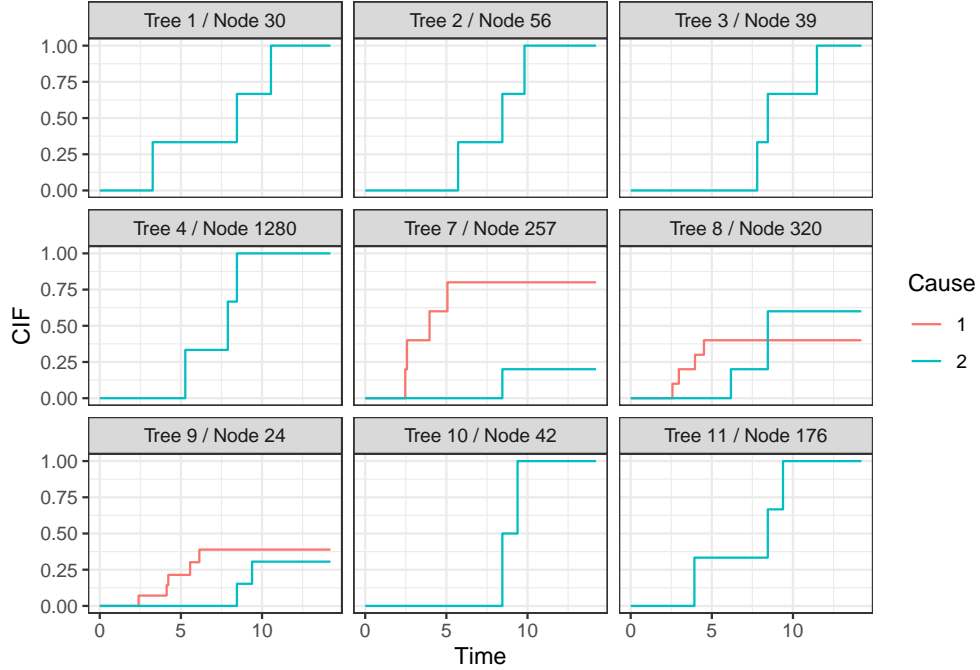 Tree 1 / Node 30
Tree 2 / Node 56
Tree 3 / Node 39
1.00
0.75
0.50
0.25
0.00
Tree 4 / Node 1280
Tree 7 / Node 257
Tree 8 / Node 320
1.00
0.75
0.50
0.25
0.00
Tree 9 / Node 24
Tree 10 / Node 42
Tree 11 / Node 176
1.00
0.75
0.50
0.25
0.00
0 5 10
0 5 10
0 5 10
CIF
Time
Cause
1
2